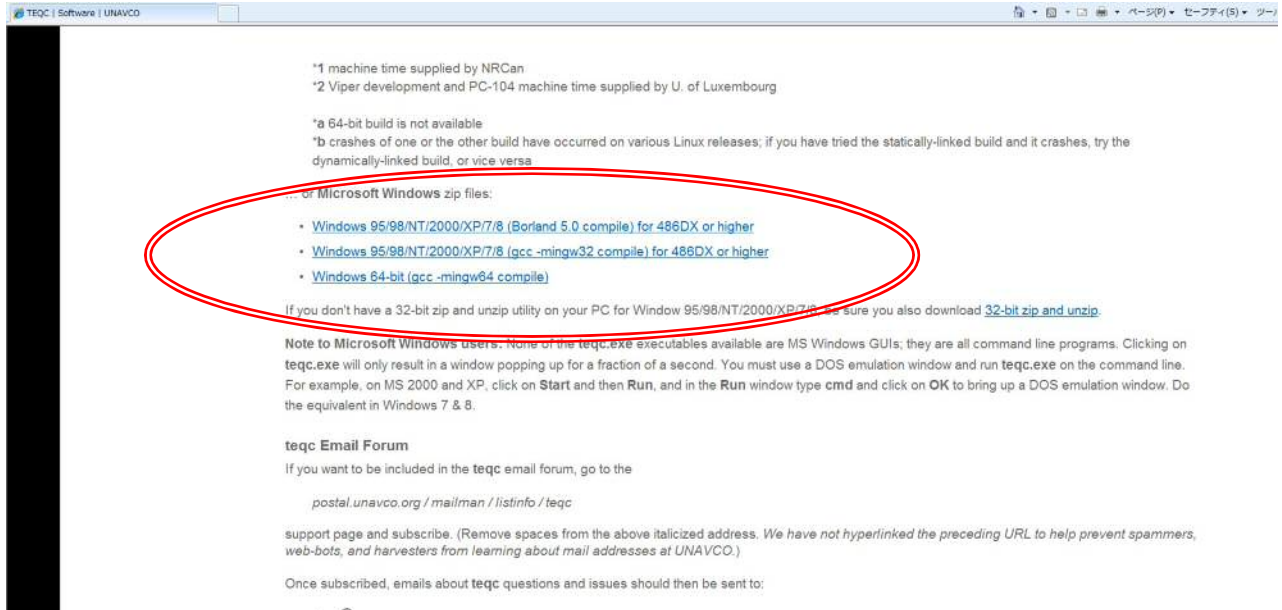 TEQC | Software | UNAVCO
ページ(P) セーフティ(S)
*1 machine time supplied by NRCan
*2 Viper development and PC-104 machine time supplied by U. of Luxembourg
*a 64-bit build is not available
*b crashes of one or the other build have occurred on various Linux releases; if you have tried the statically-linked build and it crashes, try the
dynamically-linked build, or vice versa
... or Microsoft Windows zip files:
• Windows 95/98/NT/2000/XP/7/8 (Borland 5.0 compile) for 486DX or higher
• Windows 95/98/NT/2000/XP/7/8 (gcc -mingw32 compile) for 486DX or higher
• Windows 64-bit (gcc -mingw64 compile)
If you don't have a 32-bit zip and unzip utility on your PC for Window 95/98/NT/2000/XP/7/8, be sure you also download 32-bit zip and unzip.
Note to Microsoft Windows users: None of the teqc.exe executables available are MS Windows GUIs; they are all command line programs. Clicking on
teqc.exe will only result in a window popping up for a fraction of a second. You must use a DOS emulation window and run teqc.exe on the command line.
For example, on MS 2000 and XP, click on Start and then Run, and in the Run window type cmd and click on OK to bring up a DOS emulation window. Do
the equivalent in Windows 7 & 8.
teqc Email Forum
If you want to be included in the teqc email forum, go to the
postal.unavco.org / mailman / listinfo / teqc
support page and subscribe. (Remove spaces from the above italicized address. We have not hyperlinked the preceding URL to help prevent spammers,
web-bots, and harvesters from learning about mail addresses at UNAVCO.)
Once subscribed, emails about teqc questions and issues should then be sent to: